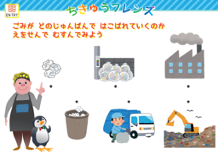 ちきゅうフレンズ
ごみが どのじゅんばんで はこばれていくのか
えをせんで むすんでみよう